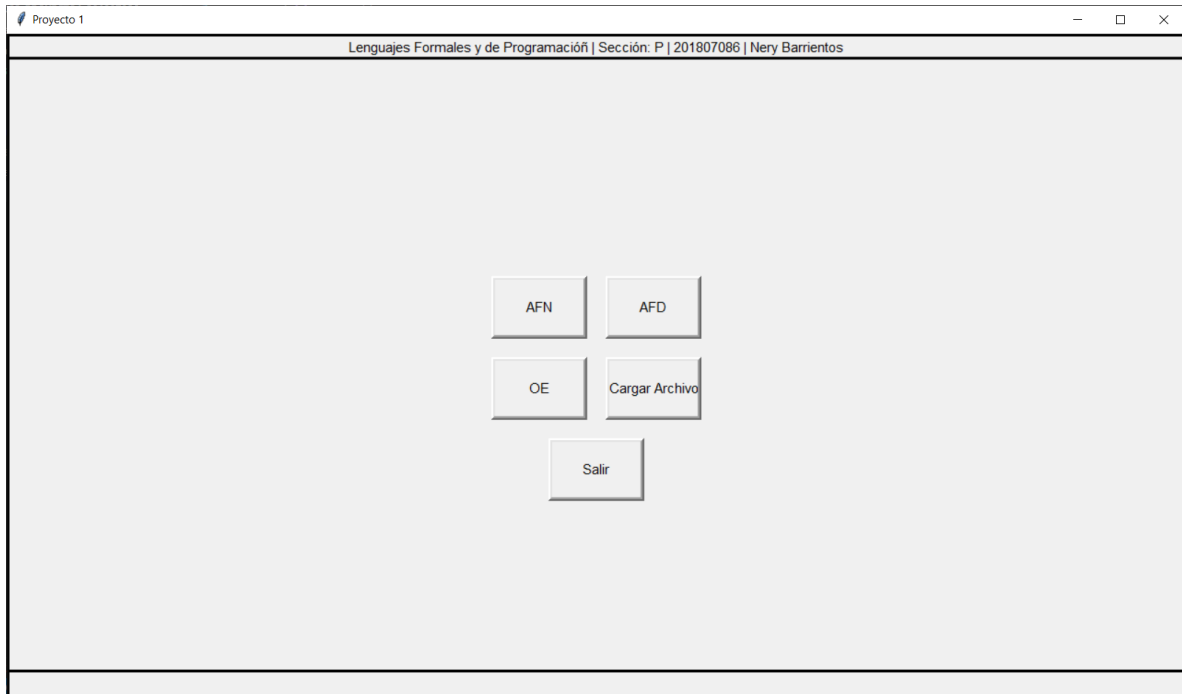 Proyecto 1
Lenguajes Formales y de Programacióñ | Sección: P | 201807086 | Nery Barrientos
AFN AFD
OE Cargar Archivo
Salir